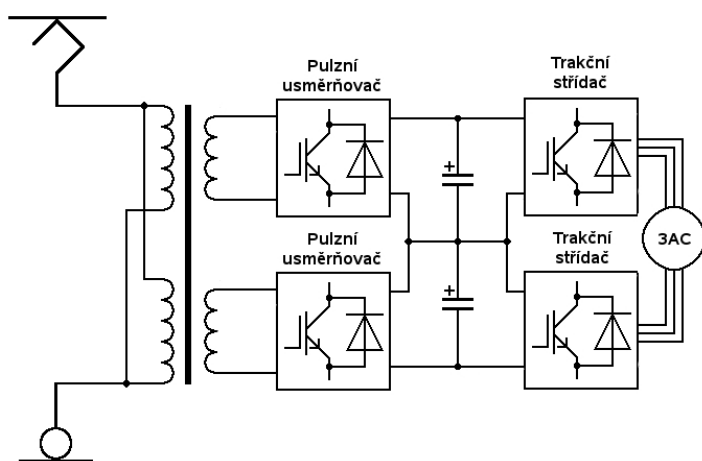 Pulzní
usměrňovač
Trakční
střídač
+
Pulzní
usměrňovač
Trakční
střídač
3AC
+